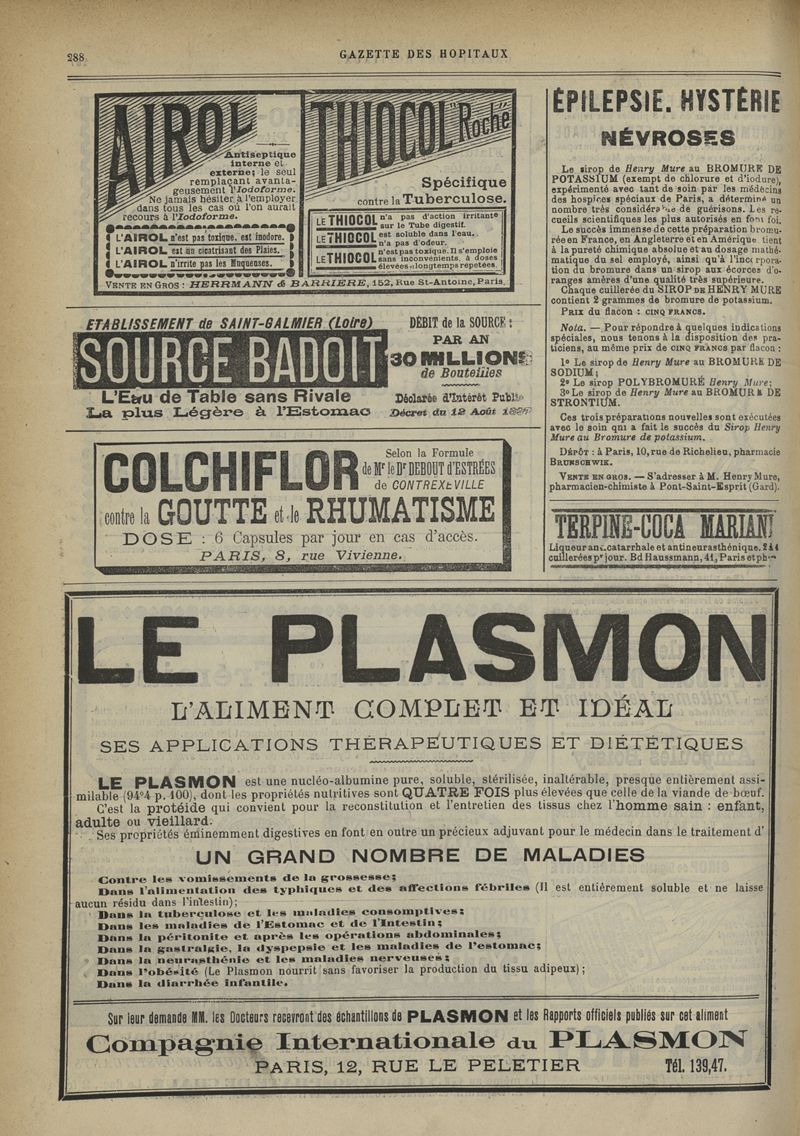 288
GAZETTE DES HOPITAUX
AIROL
Antiseptique
interne et
externe; le seul
remplaçant avanta-
geusement l'Iodoforme.
Ne jamais hésiter à l'employer
dans tous les cas où l'on aurait
recours à l'Iodoforme.
L'AIROL n'est pas toxique, est inodore.
L'AIROL est un cicatrisant des Plaies.
L'AIROL n'irrite pas les Muqueuses.
THIOCOL "Roche"
Spécifique
contre la Tuberculose.
LE THIOCOL n'a pas d'action irritante
sur le Tube digestif.
LE THIOCOL est soluble dans l'eau,
n'a pas d'odeur.
LE THIOCOL n'est pas toxique. Il s'emploie
sans inconvénients, à doses
élevées et longtemps répétées.
VENTE EN GROS : HERRMANN & BARRIERE, 152, Rue St-Antoine, Paris.
ETABLISSEMENT de SAINT-GALMIER (Loire)
SOURCE BADOIT
L'Eau de Table sans Rivale
La plus Légère à l'Estomac
DÉBIT de la SOURCE :
PAR AN
30 MILLIONS
de Bouteilles
Déclarée d'Intérêt Public
Décret du 12 Août
COLCHIFLOR
Selon la Formule
de Mr le Dr DEBOUT d'ESTRÉES
de CONTREXÉVILLE
contre la GOUTTE et le RHUMATISME
DOSE : 6 Capsules par jour en cas d'accès.
PARIS, 8, rue Vivienne.
ÉPILEPSIE. HYSTÉRIE
NÉVROSES
Le sirop de Henry Mure au BROMURE DE
POTASSIUM (exempt de chlorure et d'iodure),
expérimenté avec tant de soin par les médecins
des hospices spéciaux de Paris, a déterminé un
nombre très considérable de guérisons. Les re-
cueils scientifiques les plus autorisés en font foi.
Le succès immense de cette préparation bromu-
rée en France, en Angleterre et en Amérique, tient
à la pureté chimique absolue et au dosage mathé-
matique du sel employé, ainsi qu'à l'incorpora-
tion du bromure dans un sirop aux écorces d'o-
ranges amères d'une qualité très supérieure.
Chaque cuillerée du SIROP DE HENRY MURE
contient 2 grammes de bromure de potassium.
PRIX du flacon : CINQ FRANCS.
Nota. — Pour répondre à quelques indications
spéciales, nous tenons à la disposition des pra-
ticiens, au même prix de CINQ FRANCS par flacon :
1º Le sirop de Henry Mure au BROMURE DE
SODIUM;
2º Le sirop POLYBROMURÉ Henry Mure;
3º Le sirop de Henry Mure au BROMURE DE
STRONTIUM.
Ces trois préparations nouvelles sont exécutées
avec le soin qui a fait le succès du Sirop Henry
Mure au Bromure de potassium.
DÉPÔT : à Paris, 10, rue de Richelieu, pharmacie
BRUNSCHWIK.
VENTE EN GROS. — S'adresser à M. Henry Mure,
pharmacien-chimiste à Pont-Saint-Esprit (Gard).
TERPINE-COCA MARIANI
Liqueur anticatarrhale et antineurasthénique. 2 à 4
cuillerées pr jour. Bd Haussmann, 41, Paris et phies
LE PLASMON
L'ALIMENT COMPLET ET IDÉAL
SES APPLICATIONS THÉRAPEUTIQUES ET DIÉTÉTIQUES
LE PLASMON est une nucléo-albumine pure, soluble, stérilisée, inaltérable, presque entièrement assi-
milable (94º4 p. 100), dont les propriétés nutritives sont QUATRE FOIS plus élevées que celle de la viande de bœuf.
C'est la protéide qui convient pour la reconstitution et l'entretien des tissus chez l'homme sain : enfant,
adulte ou vieillard.
Ses propriétés éminemment digestives en font en outre un précieux adjuvant pour le médecin dans le traitement d'
UN GRAND NOMBRE DE MALADIES
Contre les vomissements de la grossesse;
Dans l'alimentation des typhiques et des affections fébriles (Il est entièrement soluble et ne laisse
aucun résidu dans l'intestin);
Dans la tuberculose et les maladies consomptives;
Dans les maladies de l'Estomac et de l'Intestin;
Dans la péritonite et après les opérations abdominales;
Dans la gastralgie, la dyspepsie et les maladies de l'estomac;
Dans la neurasthénie et les maladies nerveuses;
Dans l'obésité (Le Plasmon nourrit sans favoriser la production du tissu adipeux);
Dans la diarrhée infantile.
Sur leur demande MM. les Docteurs recevront des échantillons de PLASMON et les Rapports officiels publiés sur cet aliment
Compagnie Internationale du PLASMON
PARIS, 12, RUE LE PELETIER Tél. 139,47.